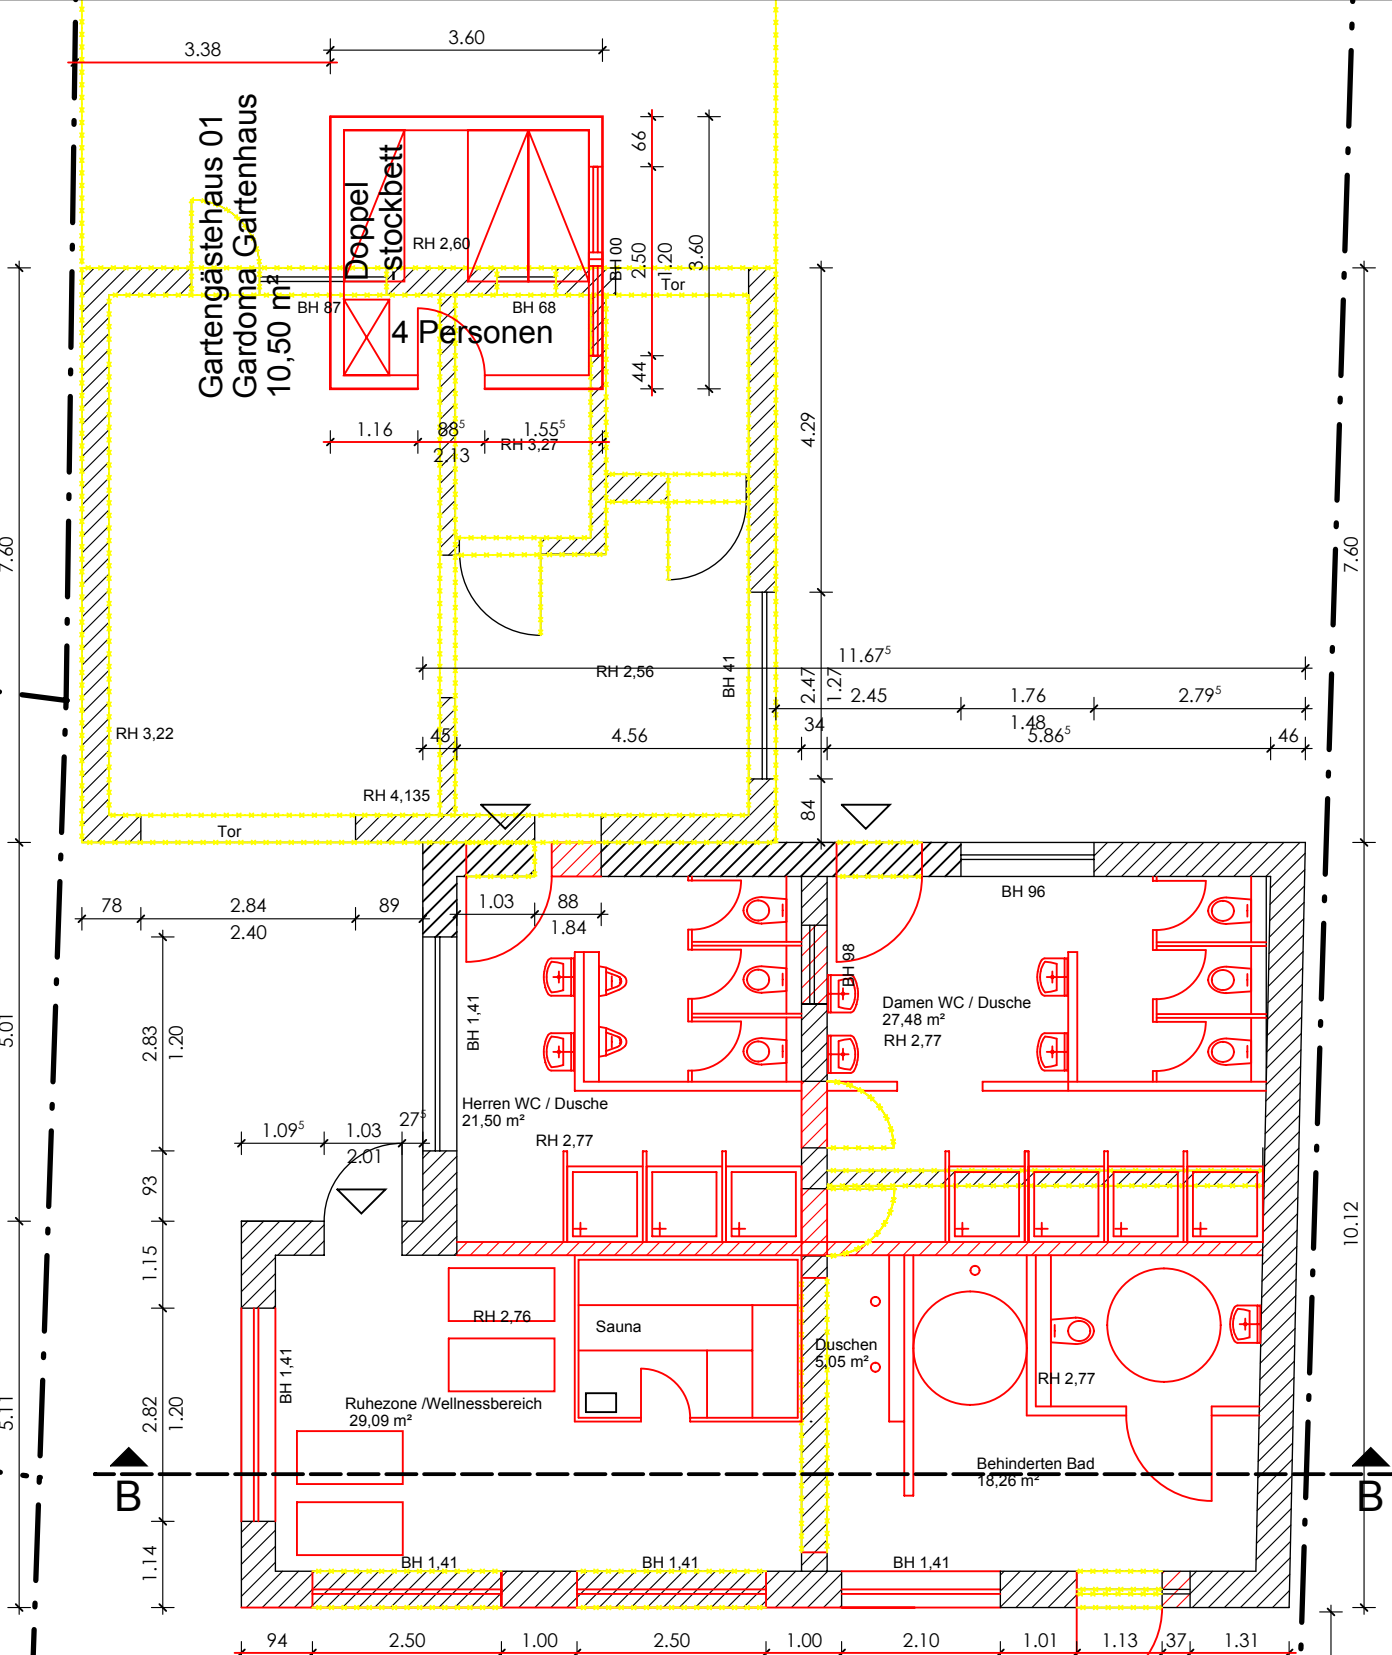 3.38
3.60
Gartengästehaus 01
Gardoma Gartenhaus
10,50 m²
Doppel
-stockbett
RH 2,60
66
2.50
1.20
3.60
44
BH 00
Tor
BH 87
BH 68
4 Personen
1.16
88⁵
2.13
1.55⁵
RH 3,27
4.29
7.60
7.60
11.67⁵
RH 2,56
BH 41
2.47
1.27
2.45
1.76
1.48
2.79⁵
34
45
4.56
5.86⁵
46
RH 3,22
RH 4,135
84
Tor
78
2.84
2.40
89
1.03
88
1.84
BH 96
BH 98
BH 1,41
Damen WC / Dusche
27,48 m²
RH 2,77
5.01
2.83
1.20
Herren WC / Dusche
21,50 m²
RH 2,77
1.09⁵
1.03
2.01
27⁵
93
1.15
10.12
RH 2,76
Sauna
Duschen
5,05 m²
BH 1,41
RH 2,77
Ruhezone /Wellnessbereich
29,09 m²
5.11
2.82
1.20
Behinderten Bad
18,26 m²
B
B
1.14
BH 1,41
BH 1,41
BH 1,41
94
2.50
1.00
2.50
1.00
2.10
1.01
1.13
37
1.31